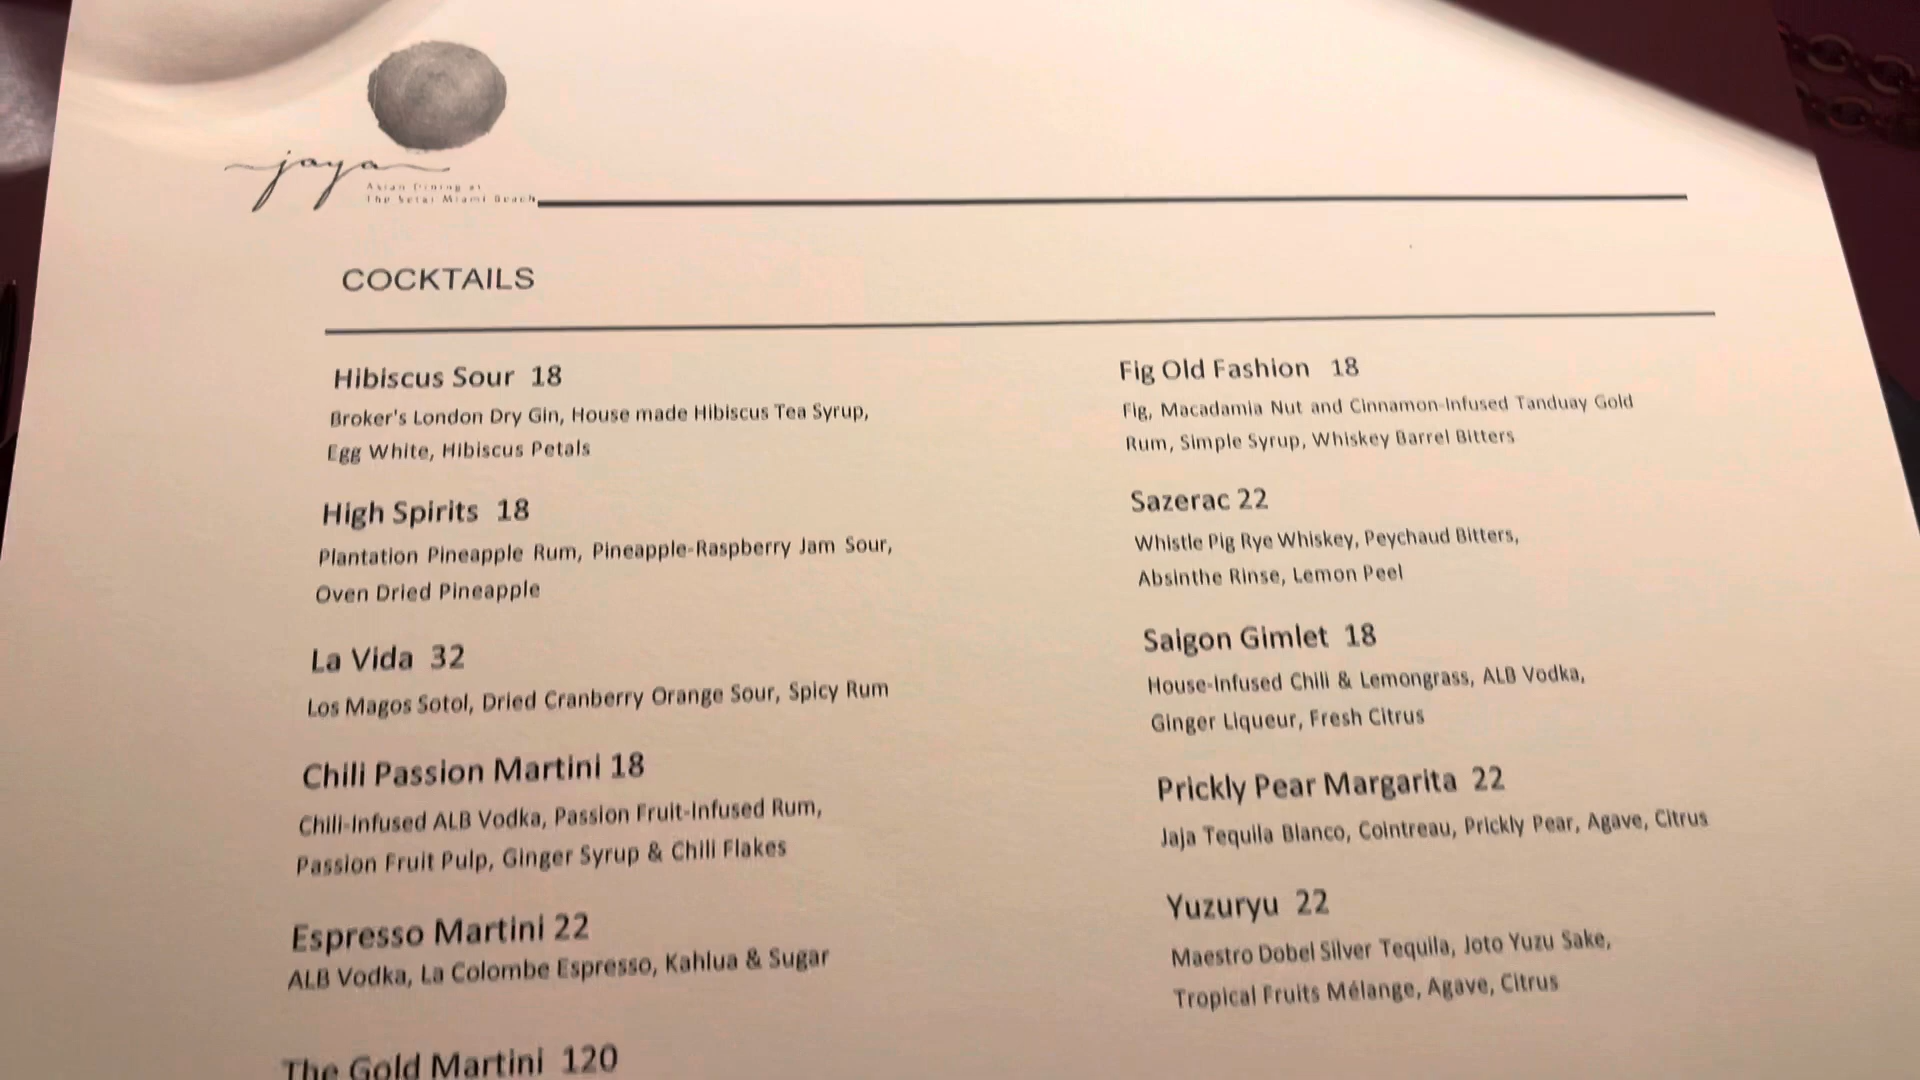 jaya
Asian Dining at
The Setai Miami Beach
COCKTAILS
Hibiscus Sour 18
Broker's London Dry Gin, House made Hibiscus Tea Syrup,
Egg White, Hibiscus Petals
High Spirits 18
Plantation Pineapple Rum, Pineapple-Raspberry Jam Sour,
Oven Dried Pineapple
La Vida 32
Los Magos Sotol, Dried Cranberry Orange Sour, Spicy Rum
Chili Passion Martini 18
Chili-Infused ALB Vodka, Passion Fruit-Infused Rum,
Passion Fruit Pulp, Ginger Syrup & Chili Flakes
Espresso Martini 22
ALB Vodka, La Colombe Espresso, Kahlua & Sugar
The Gold Martini 120
Fig Old Fashion 18
Fig, Macadamia Nut and Cinnamon-Infused Tanduay Gold
Rum, Simple Syrup, Whiskey Barrel Bitters
Sazerac 22
Whistle Pig Rye Whiskey, Peychaud Bitters,
Absinthe Rinse, Lemon Peel
Saigon Gimlet 18
House-Infused Chili & Lemongrass, ALB Vodka,
Ginger Liqueur, Fresh Citrus
Prickly Pear Margarita 22
Jaja Tequila Blanco, Cointreau, Prickly Pear, Agave, Citrus
Yuzuryu 22
Maestro Dobel Silver Tequila, Joto Yuzu Sake,
Tropical Fruits Mélange, Agave, Citrus